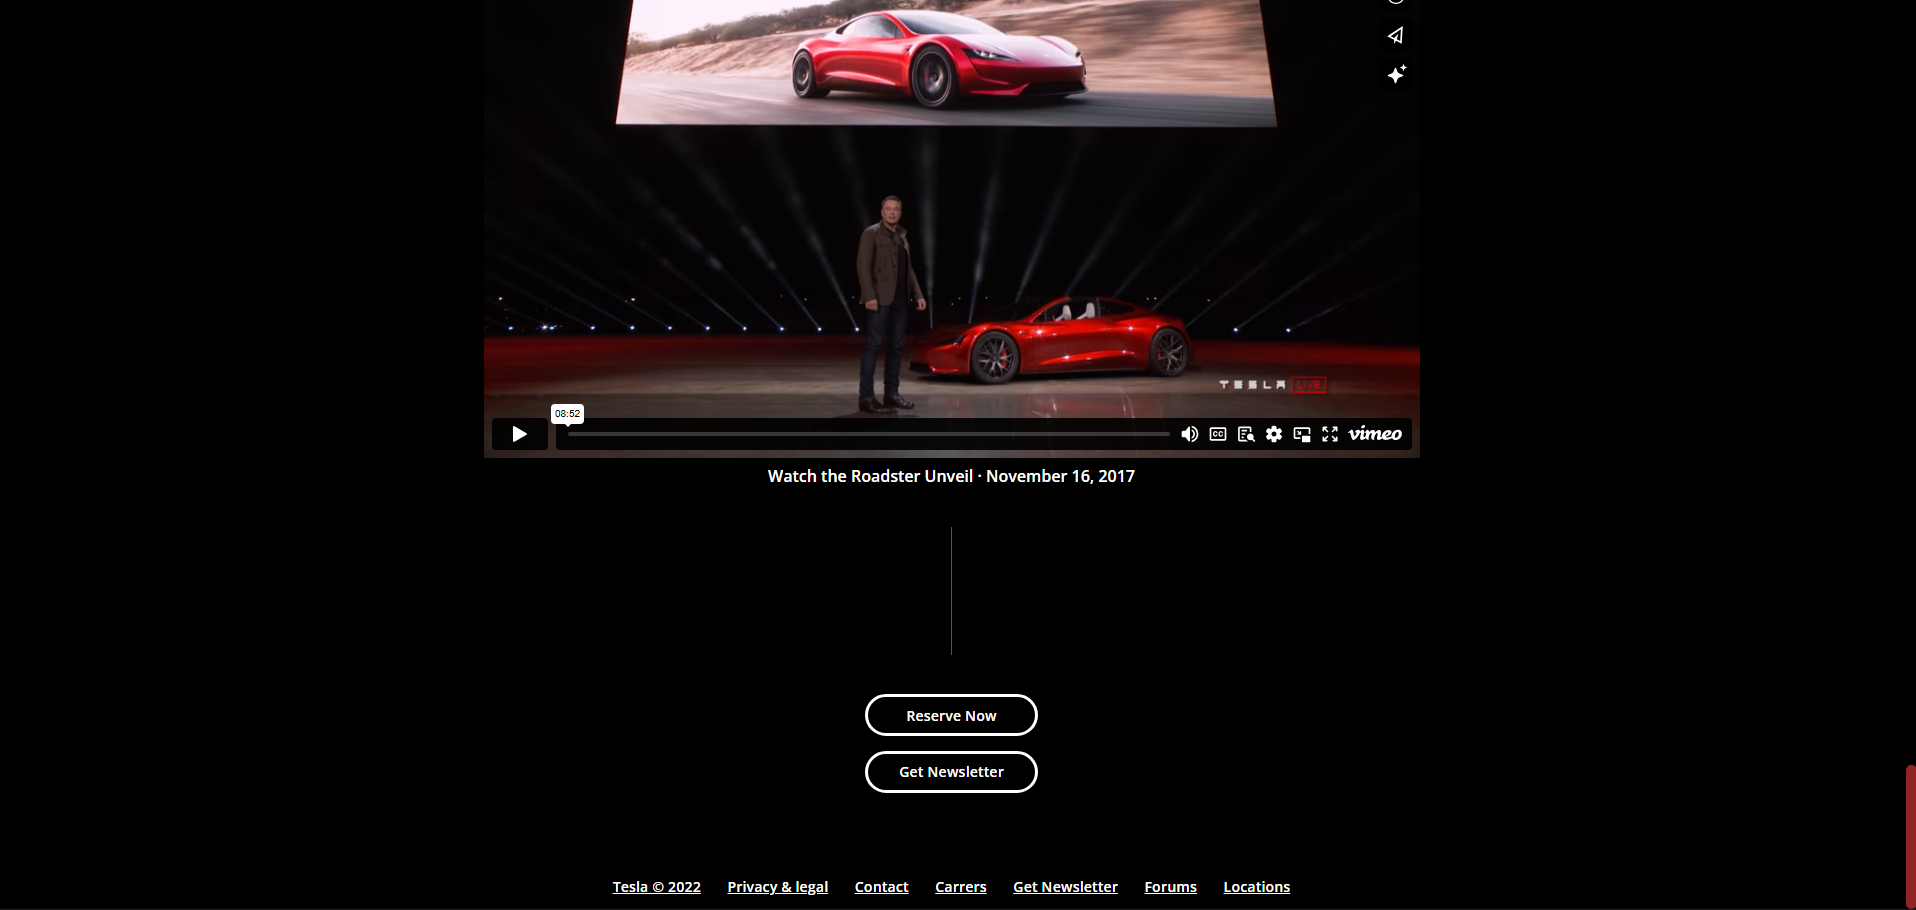 TESLA LIVE
08:52
CC
vimeo
Watch the Roadster Unveil · November 16, 2017
Reserve Now
Get Newsletter
Tesla © 2022 Privacy & legal Contact Carrers Get Newsletter Forums Locations